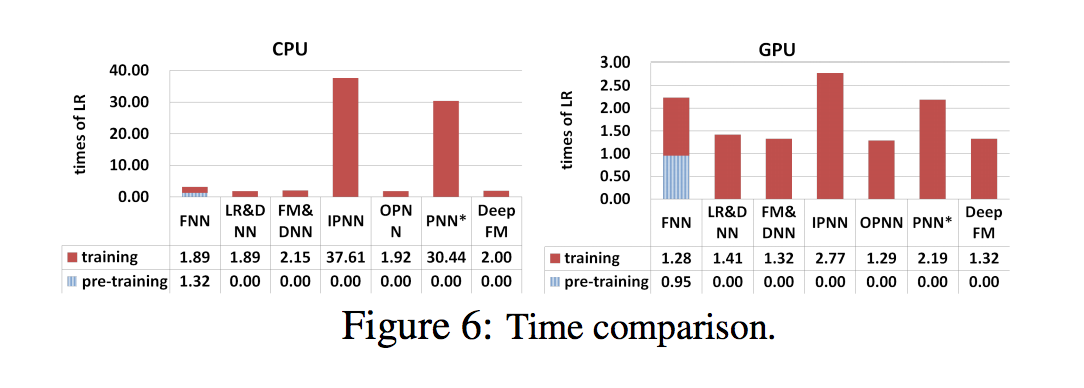 CPU
times of LR
40.00
30.00
20.00
10.00
0.00
FNN
LR&D
NN
FM&
DNN
IPNN
OPN
N
PNN*
Deep
FM
training 1.89 1.89 2.15 37.61 1.92 30.44 2.00
pre-training 1.32 0.00 0.00 0.00 0.00 0.00 0.00
GPU
times of LR
3.00
2.50
2.00
1.50
1.00
0.50
0.00
FNN
LR&D
NN
FM&
DNN
IPNN
OPNN
PNN*
Deep
FM
training 1.28 1.41 1.32 2.77 1.29 2.19 1.32
pre-training 0.95 0.00 0.00 0.00 0.00 0.00 0.00
Figure 6: Time comparison.